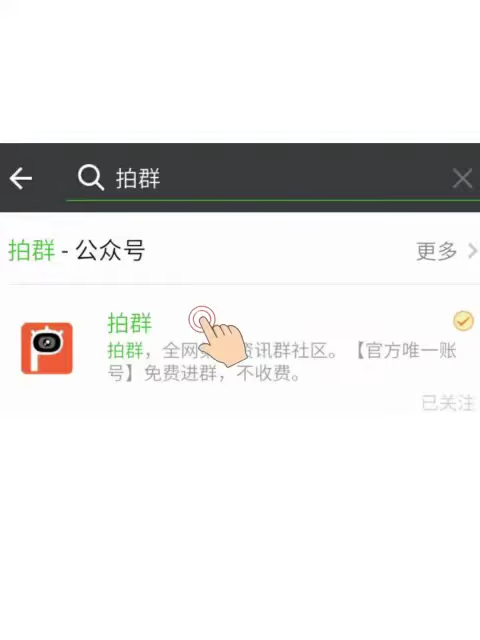 拍群
拍群 - 公众号
更多
拍群
拍群，全网 资讯群社区。【官方唯一账
号】免费进群，不收费。
已关注